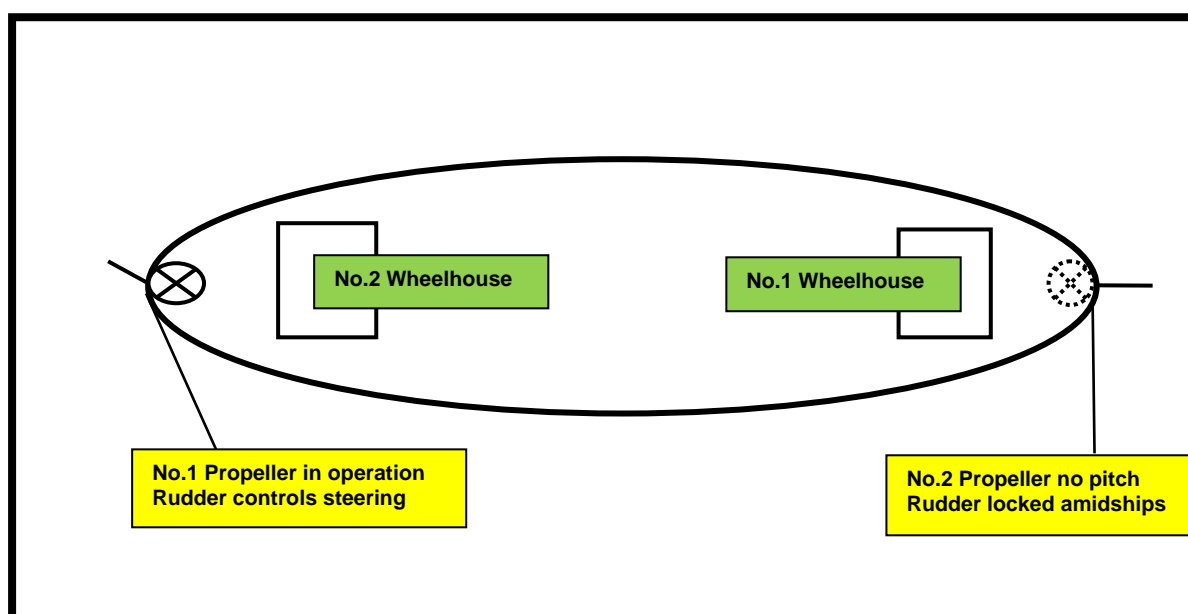 No.2 Wheelhouse
No.1 Wheelhouse
No.1 Propeller in operation
Rudder controls steering
No.2 Propeller no pitch
Rudder locked amidships